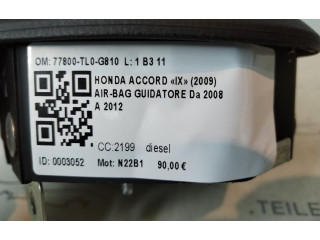 OM: 77800-TL0-G810 L: 1 B3 11
HONDA ACCORD «IX» (2009)
AIR-BAG GUIDATORE Da 2008
A 2012
CC:2199 diesel
ID: 0003052 Mot: N22B1 90,00 €
TEILE